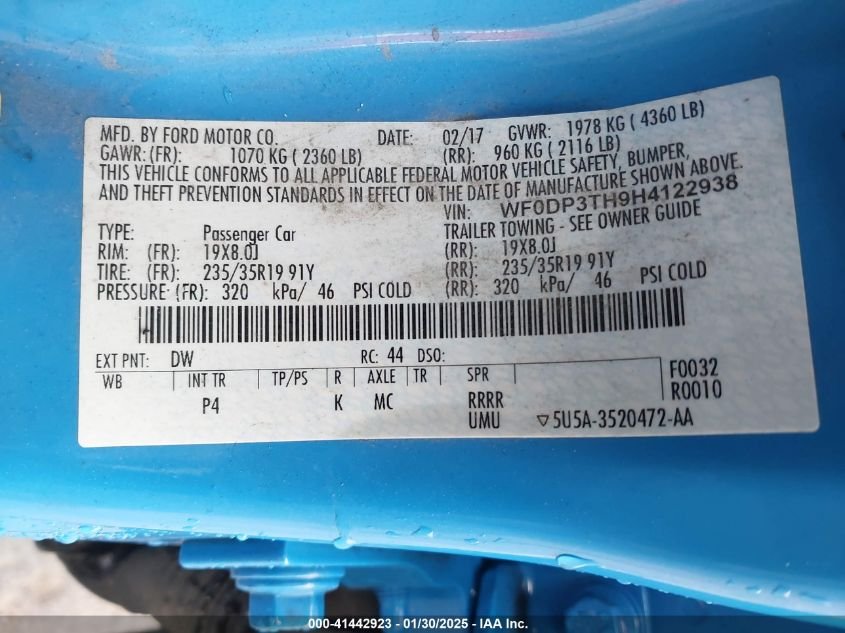 MFD. BY FORD MOTOR CO. DATE: 02/17 GVWR: 1978 KG ( 4360 LB)
GAWR: (FR): 1070 KG ( 2360 LB) (RR): 960 KG ( 2116 LB)
THIS VEHICLE CONFORMS TO ALL APPLICABLE FEDERAL MOTOR VEHICLE SAFETY, BUMPER,
AND THEFT PREVENTION STANDARDS IN EFFECT ON THE DATE OF MANUFACTURE SHOWN ABOVE.
VIN: WF0DP3TH9H4122938
TYPE: Passenger Car TRAILER TOWING - SEE OWNER GUIDE
RIM: (FR): 19X8.0J (RR): 19X8.0J
TIRE: (FR): 235/35R19 91Y (RR): 235/35R19 91Y
PRESSURE: (FR): 320 kPa/ 46 PSI COLD (RR): 320 kPa/ 46 PSI COLD
EXT PNT: DW RC: 44 DSO:
WB INT TR TP/PS R AXLE TR SPR F0032
P4 K MC RRRR R0010
UMU ▽5U5A-3520472-AA
000-41442923 - 01/30/2025 - IAA Inc.